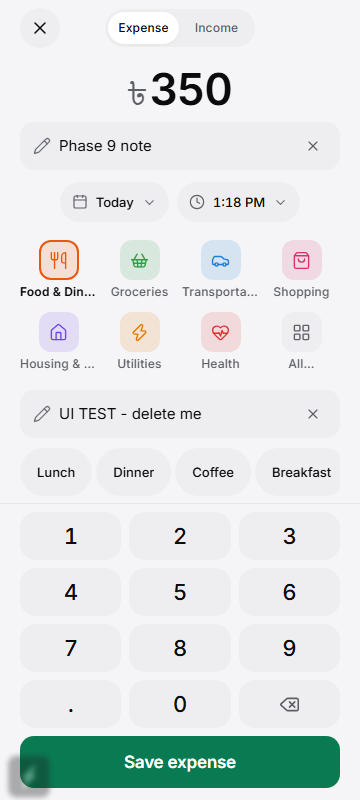 Expense Income
৳350
Phase 9 note
Today 1:18 PM
Food & Din... Groceries Transporta... Shopping
Housing & ... Utilities Health All...
UI TEST - delete me
Lunch Dinner Coffee Breakfast
1 2 3
4 5 6
7 8 9
. 0
Save expense